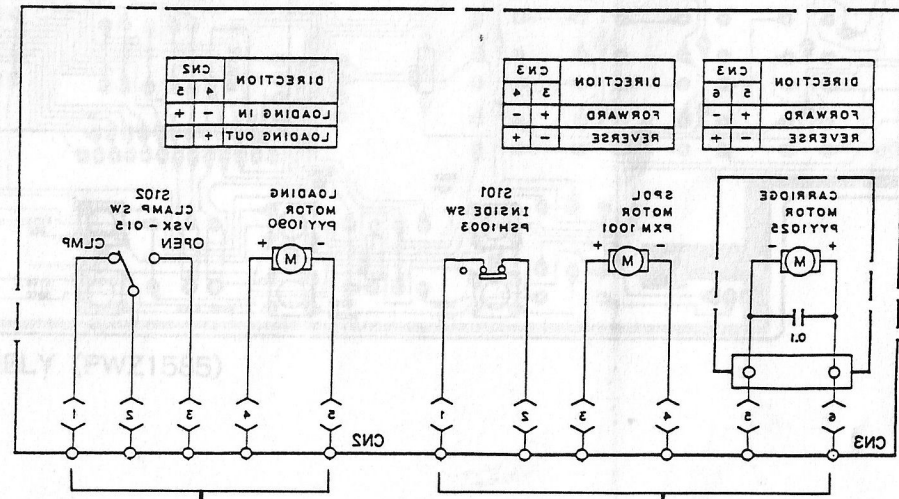 DIRECTION CN3
5 6
FORWARD + −
REVERSE − +
DIRECTION CN3
3 4
FORWARD + −
REVERSE − +
DIRECTION CN2
4 5
LOADING IN − +
LOADING OUT + −
CARRIDGE
MOTOR
PYY1025
+ −
M
0.1
SPDL
MOTOR
PXM1001
− +
M
S101
INSIDE SW
PSH1003
LOADING
MOTOR
PYY1090
− +
M
S102
CLAMP SW
VSK-015
OPEN
CLMP
6 5 4 3 2 1
5 4 3 2 1
CN3
CN2
BLY (PWZ1585)